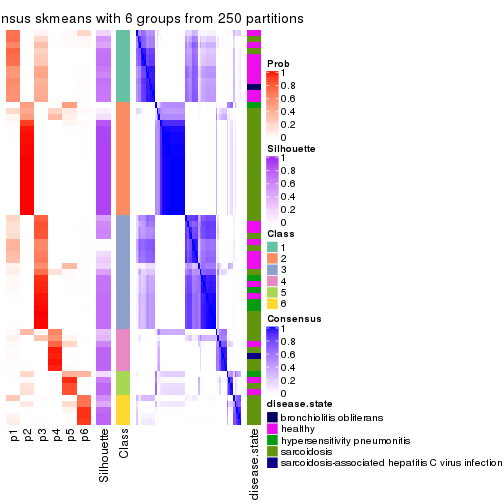 nsus skmeans with 6 groups from 250 partitions
Prob
1
0.8
0.6
0.4
0.2
0
Silhouette
1
0.8
0.6
0.4
0.2
0
Class
1
2
3
4
5
6
Consensus
1
0.8
0.6
0.4
0.2
0
disease.state
bronchiolitis obliterans
healthy
hypersensitivity pneumonitis
sarcoidosis
sarcoidosis-associated hepatitis C virus infection
p1
p2
p3
p4
p5
p6
Silhouette
Class
disease.state